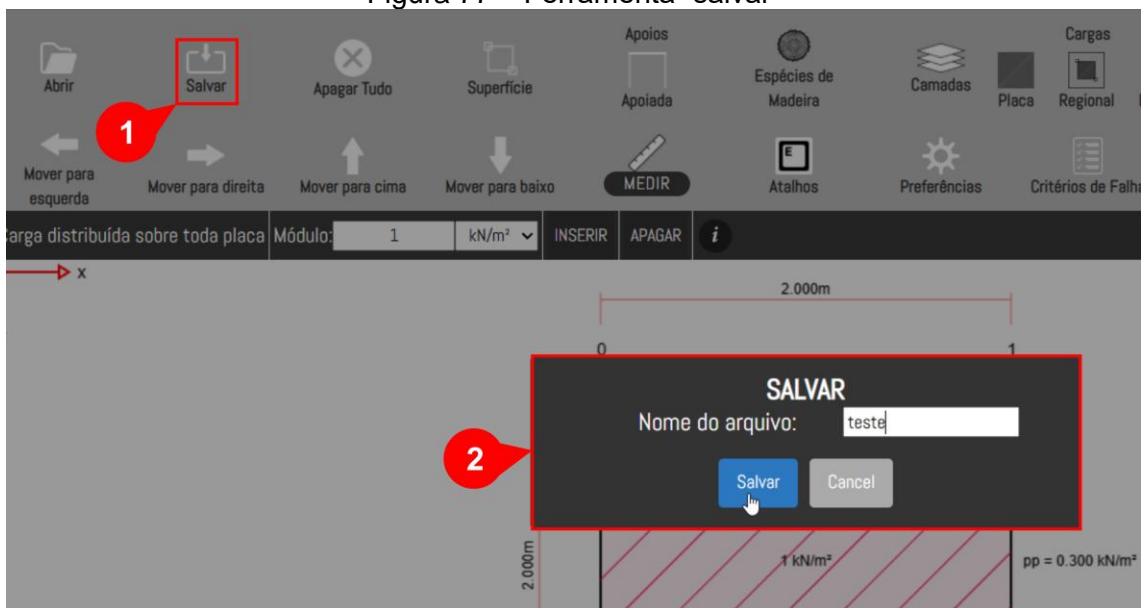 Figura 77 – Ferramenta "salvar"
Abrir
Salvar
Apagar Tudo
Superfície
Apoios
Apoiada
Espécies de
Madeira
Camadas
Placa
Cargas
Regional
1
Mover para
esquerda
Mover para direita
Mover para cima
Mover para baixo
MEDIR
E
Atalhos
Preferências
Critérios de Falha
Carga distribuída sobre toda placa
Módulo:
1
kN/m²
INSERIR
APAGAR
i
x
2.000m
0
1
SALVAR
Nome do arquivo:
teste
2
Salvar
Cancel
2.000m
1 kN/m²
pp = 0.300 kN/m²